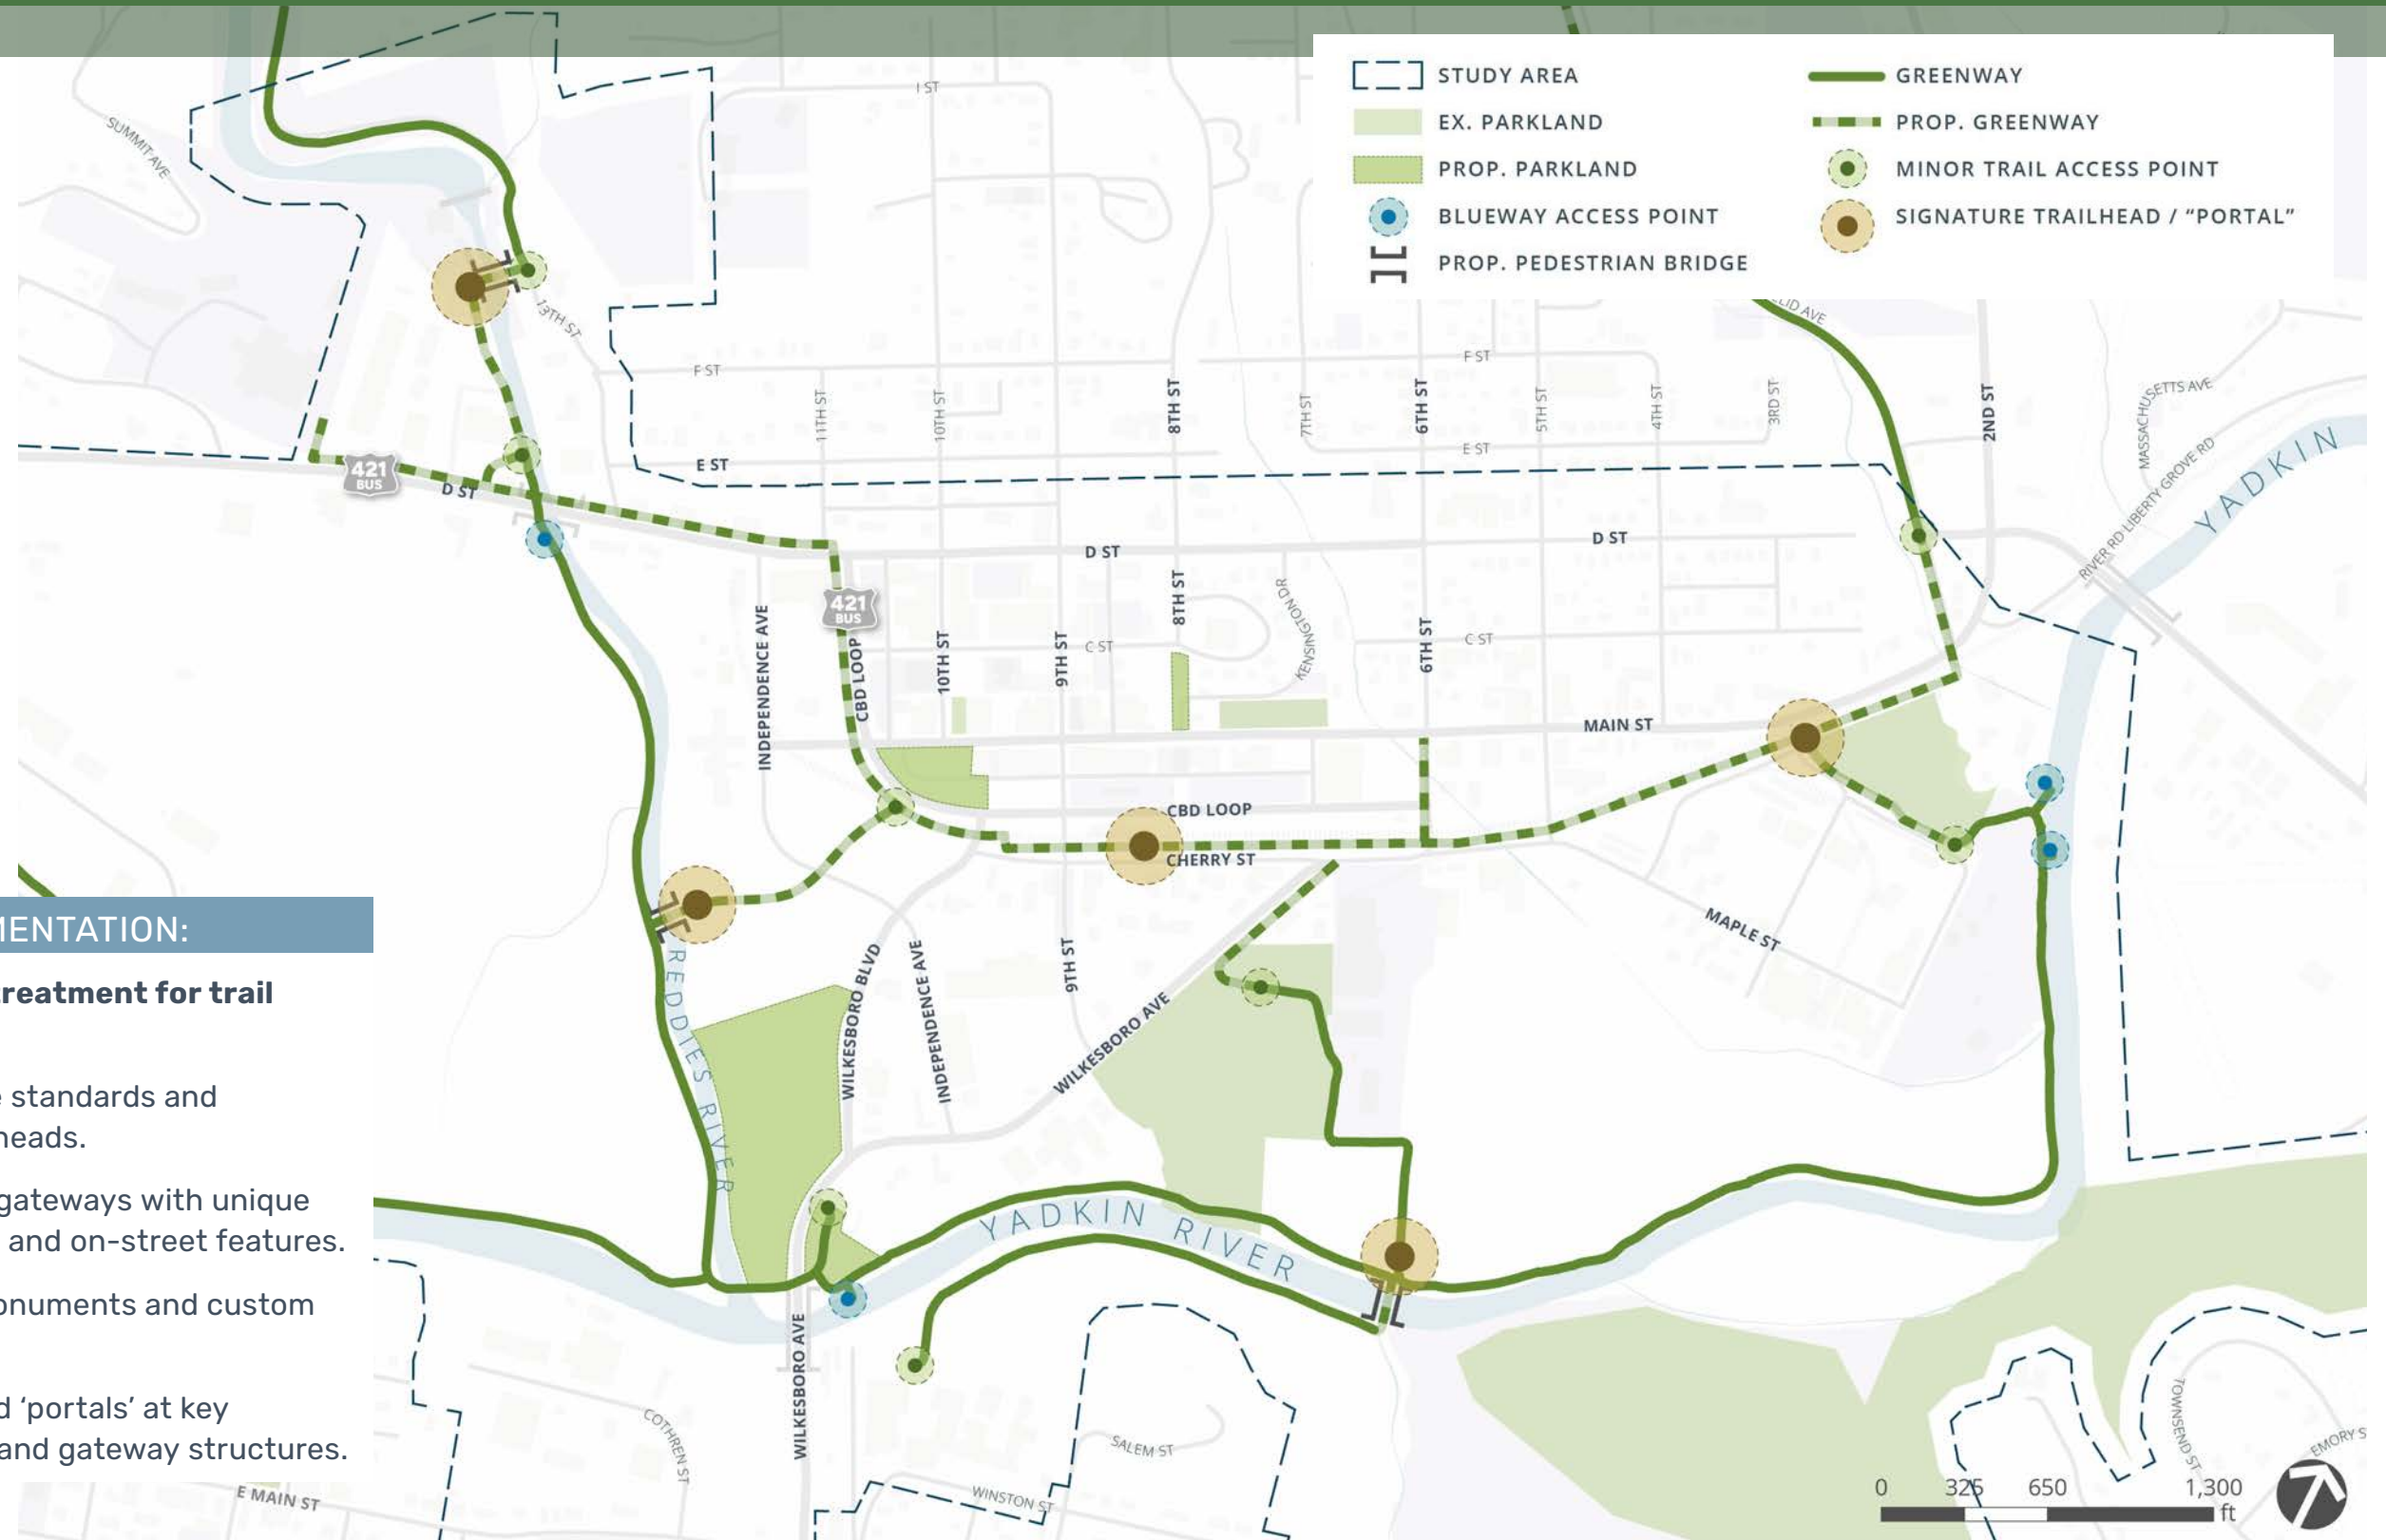 STUDY AREA
EX. PARKLAND
PROP. PARKLAND
BLUEWAY ACCESS POINT
PROP. PEDESTRIAN BRIDGE
GREENWAY
PROP. GREENWAY
MINOR TRAIL ACCESS POINT
SIGNATURE TRAILHEAD / “PORTAL”
I ST
SUMMIT AVE
13TH ST
F ST
F ST
11TH ST
10TH ST
8TH ST
7TH ST
6TH ST
5TH ST
4TH ST
3RD ST
2ND ST
MASSACHUSETTS AVE
RIVER RD LIBERTY GROVE RD
YADKIN
E ST
E ST
421
BUS
D ST
D ST
D ST
421
BUS
INDEPENDENCE AVE
CBD LOOP
10TH ST
9TH ST
C ST
8TH ST
KENSINGTON DR
6TH ST
C ST
MAIN ST
CBD LOOP
CHERRY ST
MAPLE ST
REDDIES RIVER
WILKESBORO BLVD
INDEPENDENCE AVE
9TH ST
WILKESBORO AVE
YADKIN RIVER
WILKESBORO AVE
COTHREN ST
SALEM ST
WINSTON ST
E MAIN ST
TOWNSEND ST
EMORY S
MENTATION:
treatment for trail
standards and
heads.
gateways with unique
and on-street features.
onuments and custom
‘portals’ at key
and gateway structures.
0 325 650 1,300
ft